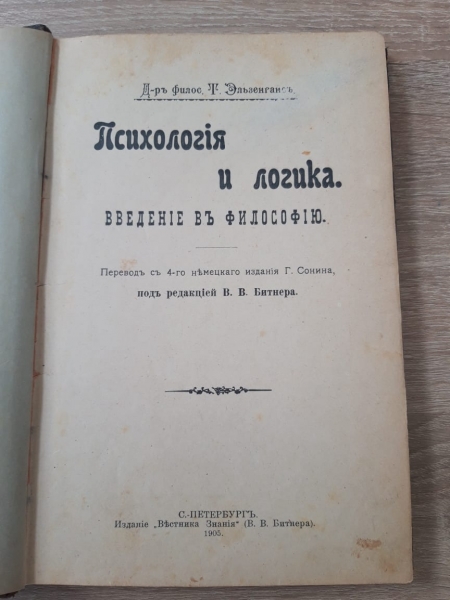 Д-ръ филос. Т. Эльзенгансъ.
Психологія
и логика.
ВВЕДЕНІЕ ВЪ ФИЛОСОФІЮ.
Переводъ съ 4-го нѣмецкаго изданія Г. Сонина,
подъ редакціей В. В. Битнера.
С.-ПЕТЕРБУРГЪ.
Изданіе „Вѣстника Знанія" (В. В. Битнера).
1905.